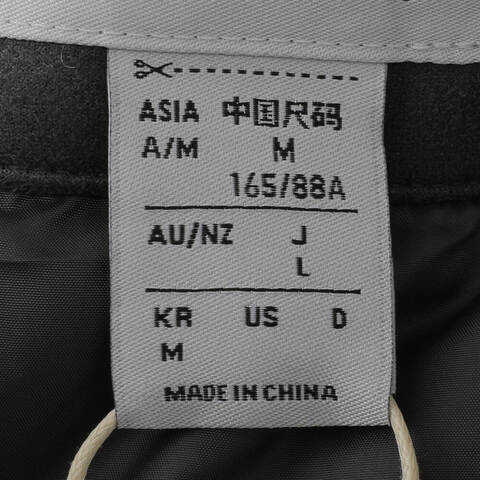 ASIA 中国尺码
A/M M
165/88A
AU/NZ J
L
KR US D
M
MADE IN CHINA